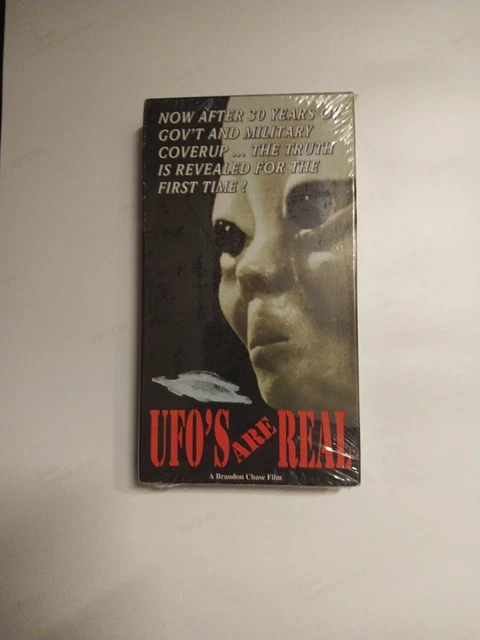 NOW AFTER 30 YEARS OF
GOV'T AND MILITARY
COVERUP ... THE TRUTH
IS REVEALED FOR THE
FIRST TIME !
UFO'S ARE REAL
A Brandon Chase Film